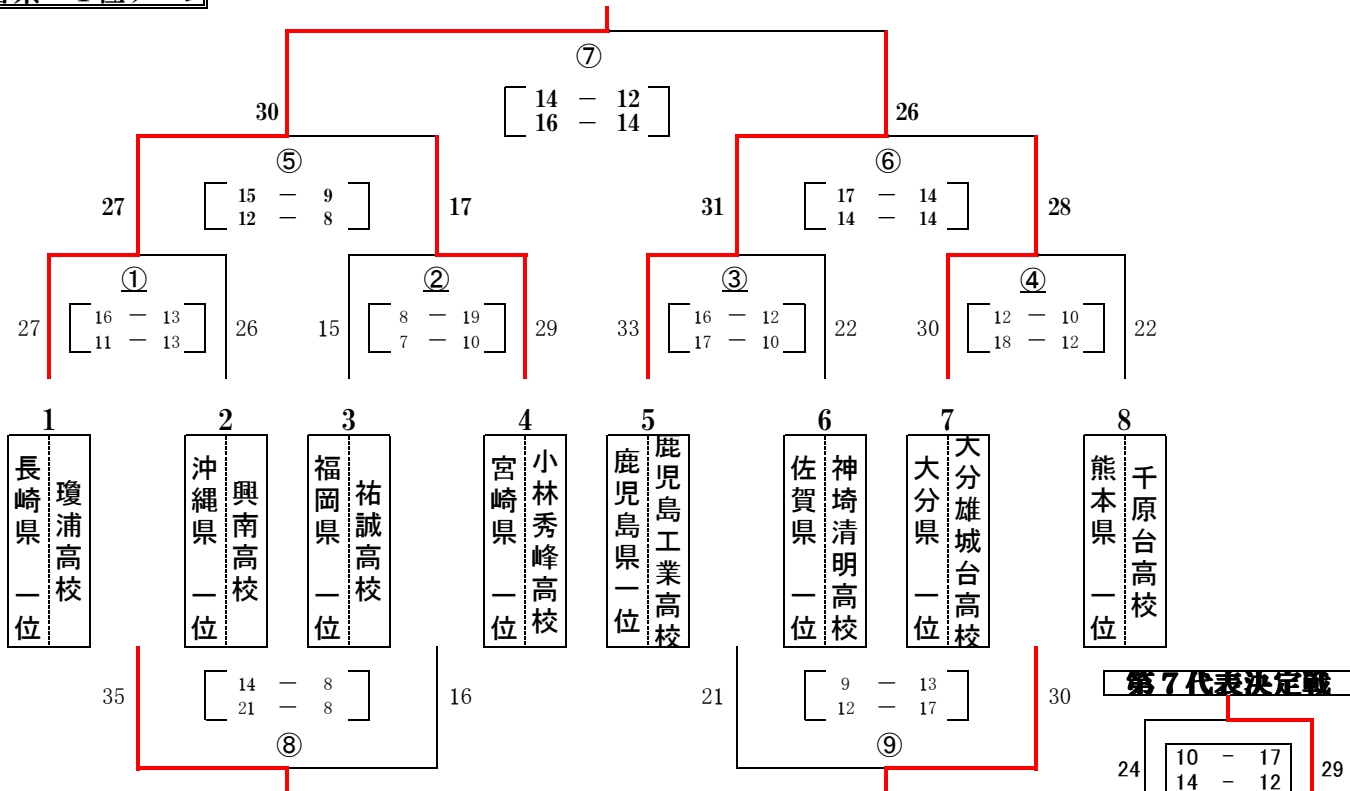 ⑦
14 － 12
16 － 14
30
26
⑤
15 － 9
12 － 8
27
17
⑥
17 － 14
14 － 14
31
28
①
16 － 13
11 － 13
27
26
②
8 － 19
7 － 10
15
29
③
16 － 12
17 － 10
33
22
④
12 － 10
18 － 12
30
22
1
2
3
4
5
6
7
8
長崎県 一位
瓊浦高校
沖縄県 一位
興南高校
福岡県 一位
祐誠高校
宮崎県 一位
小林秀峰高校
鹿児島県一位
鹿児島工業高校
佐賀県 一位
神埼清明高校
大分県 一位
大分雄城台高校
熊本県 一位
千原台高校
35
14 － 8
21 － 8
16
⑧
21
9 － 13
12 － 17
30
⑨
第７代表決定戦
24
10 － 17
14 － 12
29